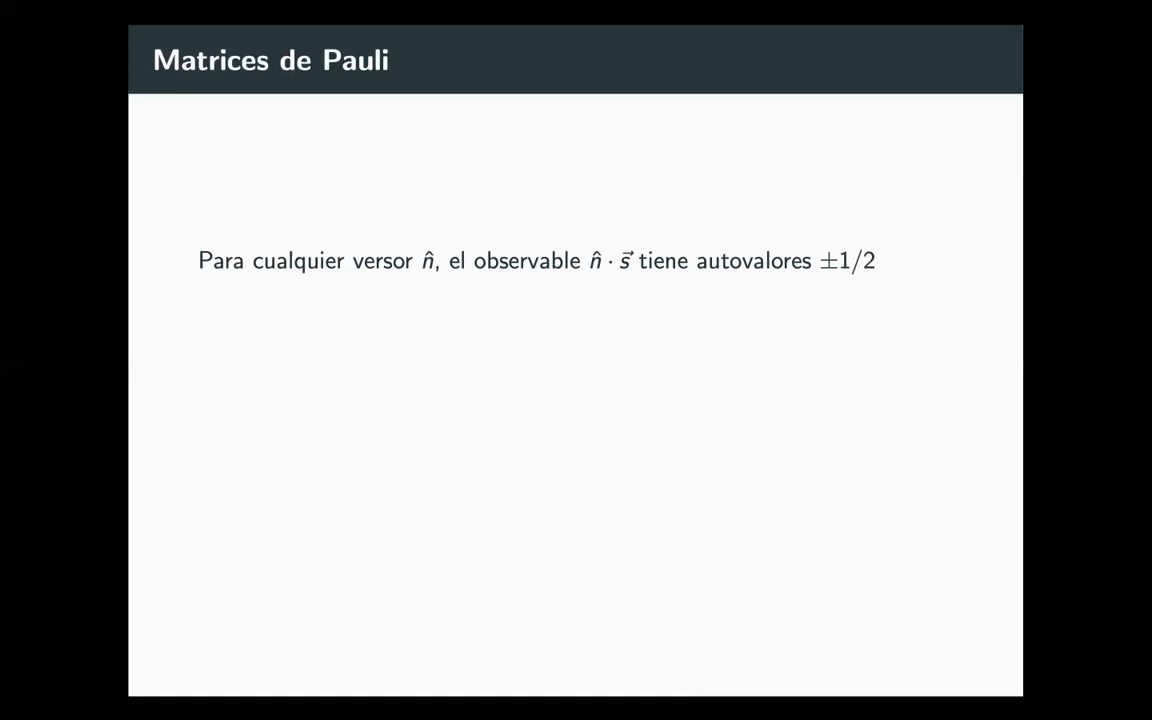 Matrices de Pauli
Para cualquier versor n̂, el observable n̂ · s⃗ tiene autovalores ±1/2